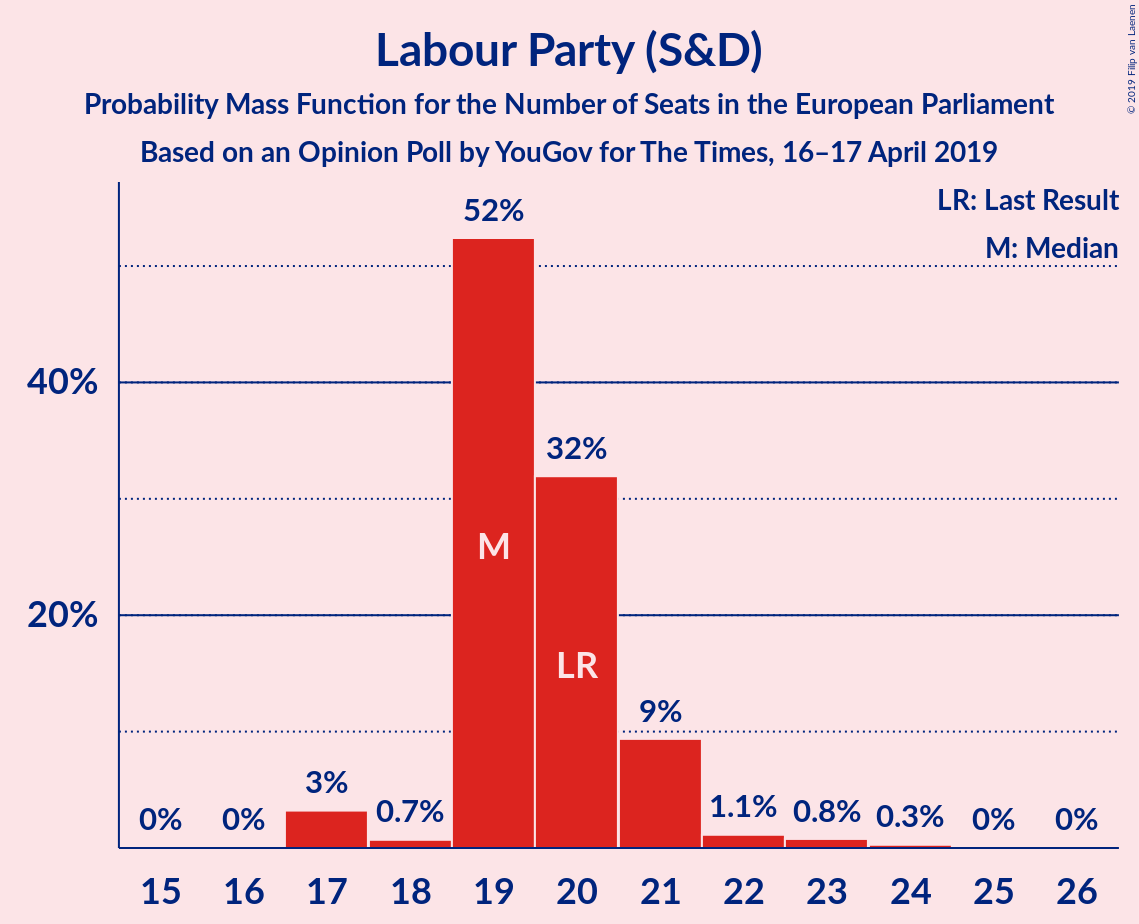 Labour Party (S&D)
Probability Mass Function for the Number of Seats in the European Parliament
Based on an Opinion Poll by YouGov for The Times, 16–17 April 2019
© 2019 Filip van Laenen
LR: Last Result
M: Median
52%
40%
32%
M
20%
LR
9%
3%
0% 0% 0.7% 1.1% 0.8% 0.3% 0% 0%
15 16 17 18 19 20 21 22 23 24 25 26